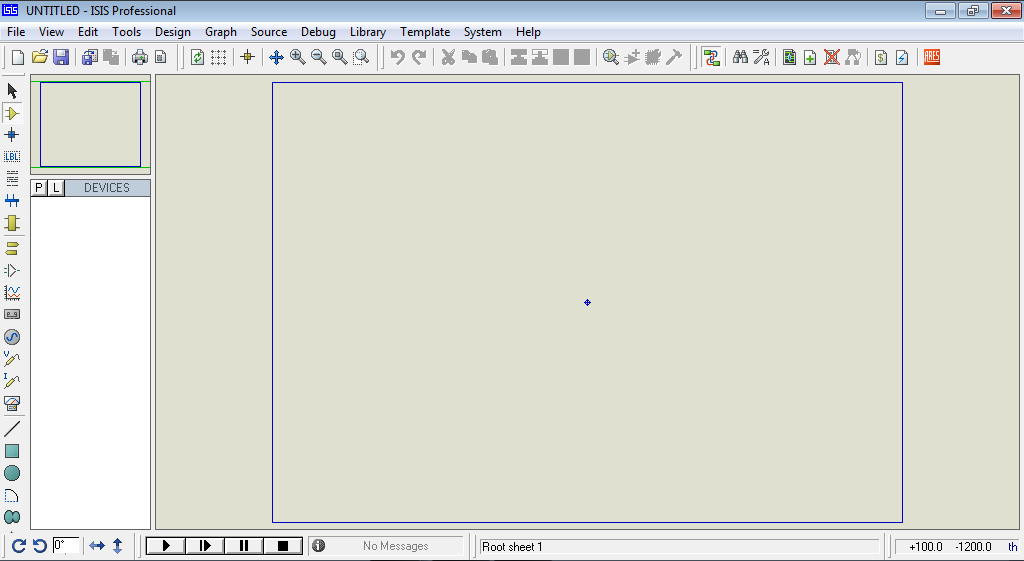 ISIS UNTITLED - ISIS Professional
File View Edit Tools Design Graph Source Debug Library Template System Help
ARES
LBL
P L DEVICES
V
I
0°
No Messages
Root sheet 1
+100.0 -1200.0 th